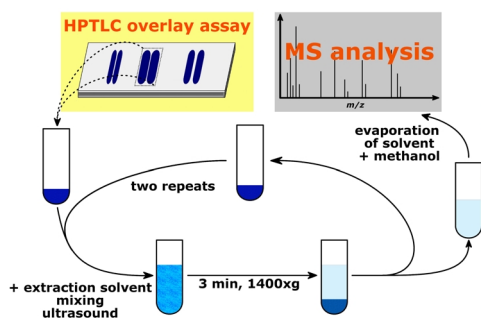 HPTLC overlay assay
MS analysis
m/z
evaporation
of solvent
+ methanol
two repeats
+ extraction solvent
mixing
ultrasound
3 min, 1400xg